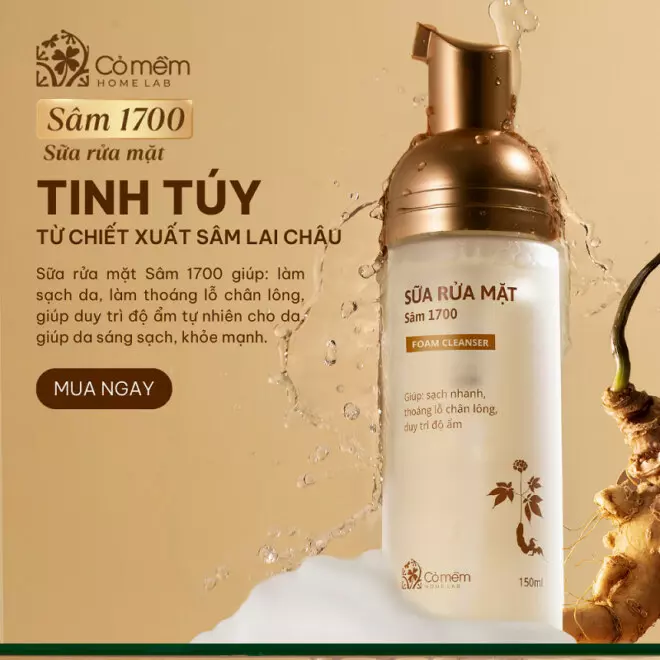 Cỏ mềm
HOME LAB
Sâm 1700
Sữa rửa mặt
TINH TÚY
TỪ CHIẾT XUẤT SÂM LAI CHÂU
Sữa rửa mặt Sâm 1700 giúp: làm
sạch da, làm thoáng lỗ chân lông,
giúp duy trì độ ẩm tự nhiên cho da,
giúp da sáng sạch, khỏe mạnh.
MUA NGAY
SỮA RỬA MẶT
Sâm 1700
FOAM CLEANSER
Giúp: sạch nhanh,
thoáng lỗ chân lông,
duy trì độ ẩm
Cỏ mềm
HOME LAB
150ml